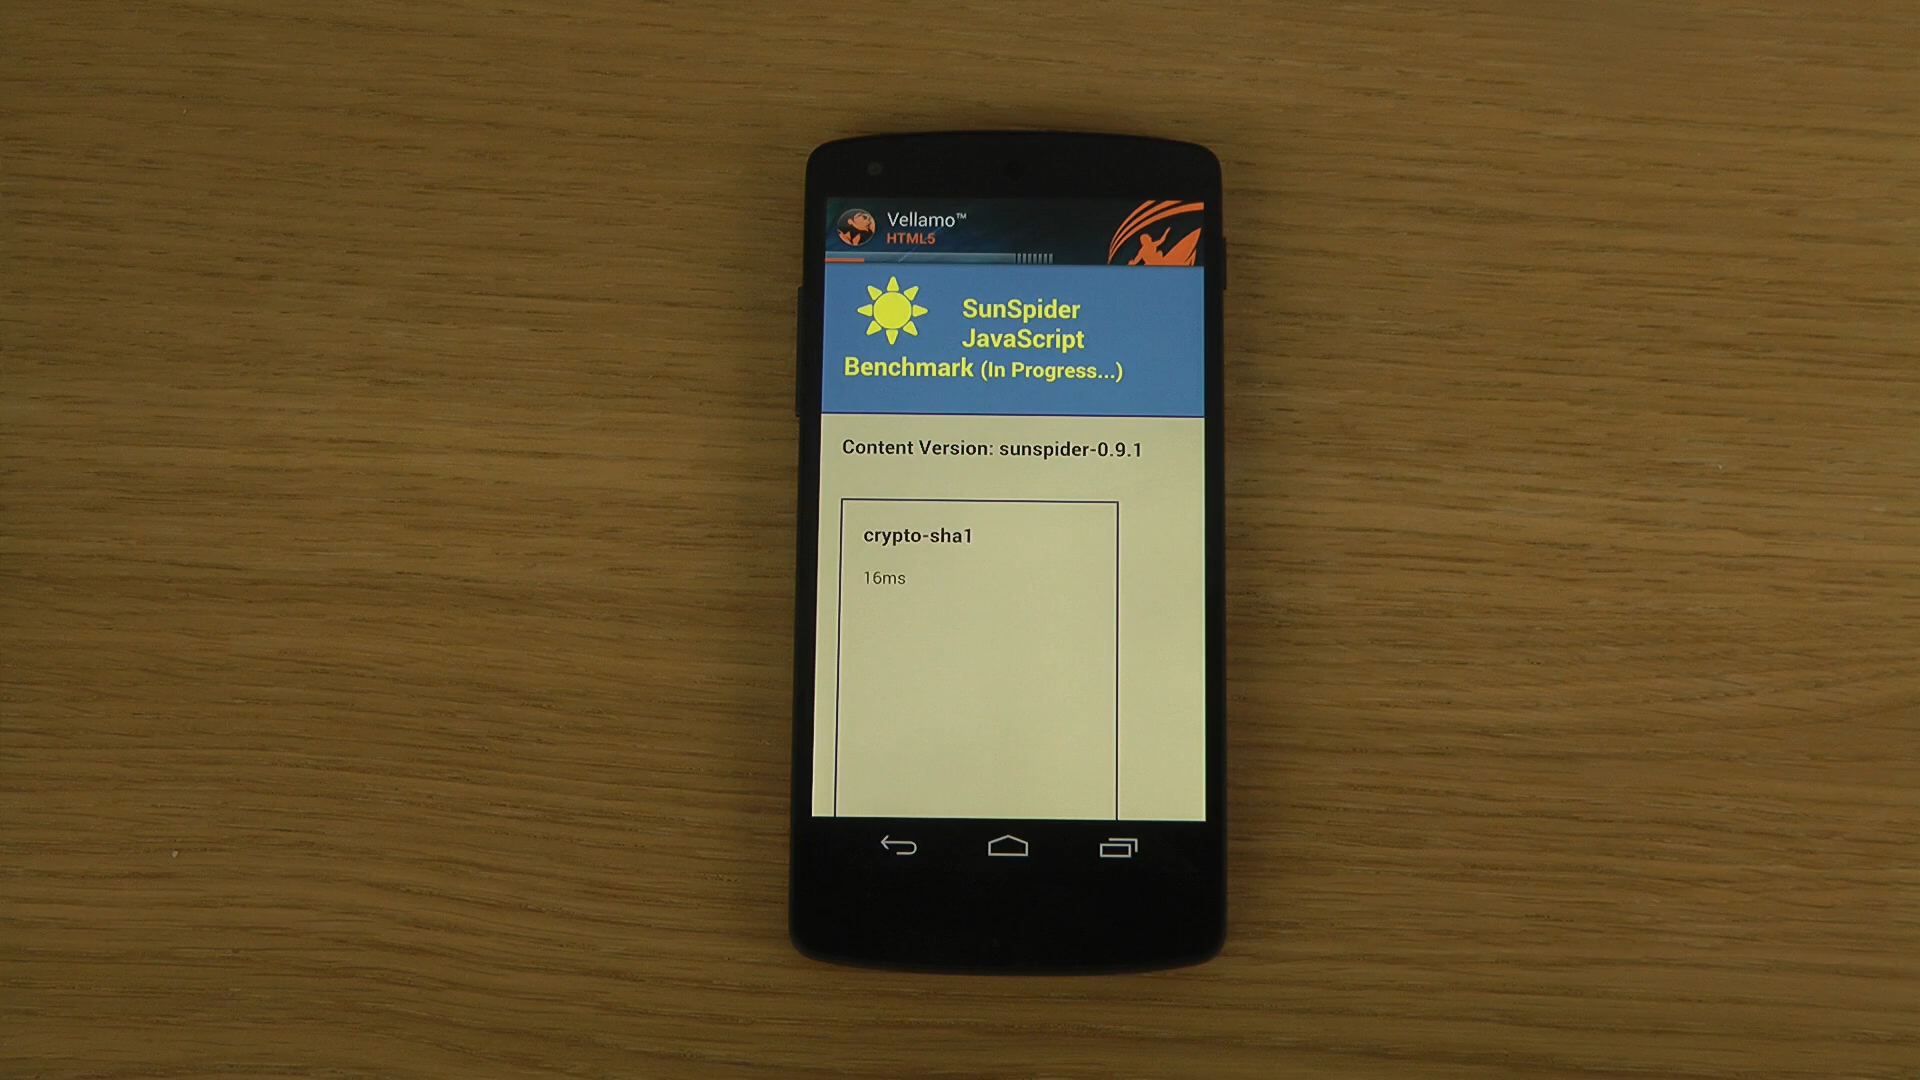 Vellamo™
HTML5
SunSpider
JavaScript
Benchmark (In Progress...)
Content Version: sunspider-0.9.1
crypto-sha1
16ms